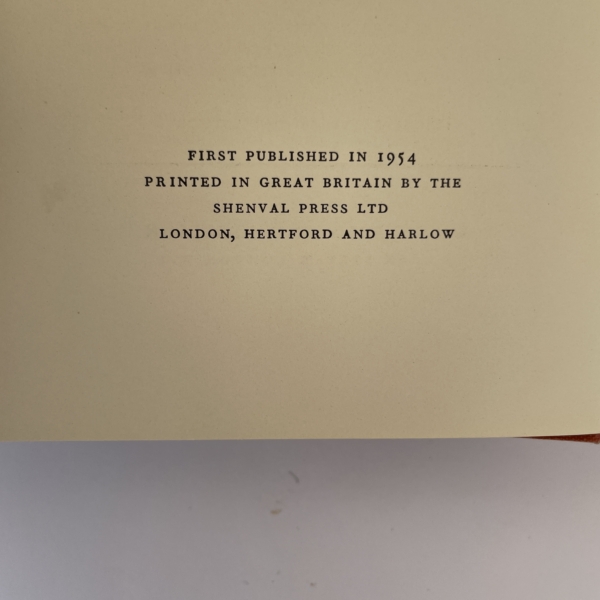 FIRST PUBLISHED IN 1954
PRINTED IN GREAT BRITAIN BY THE
SHENVAL PRESS LTD
LONDON, HERTFORD AND HARLOW